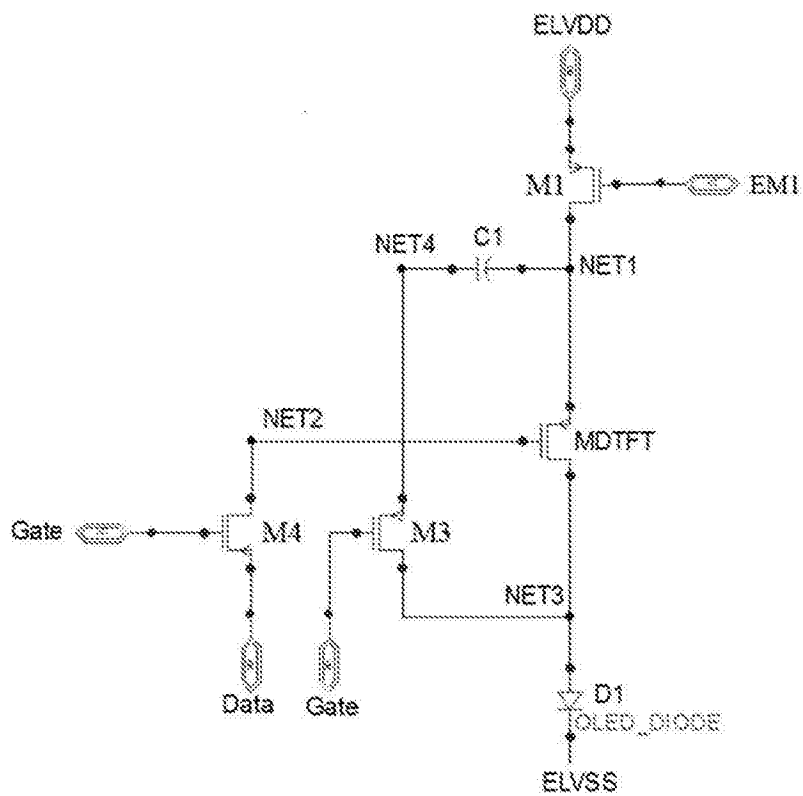 ELVDD
M1
EM1
NET4
C1
NET1
NET2
MDTFT
Gate
M4
M3
NET3
Data
Gate
D1
OLED_DIODE
ELVSS